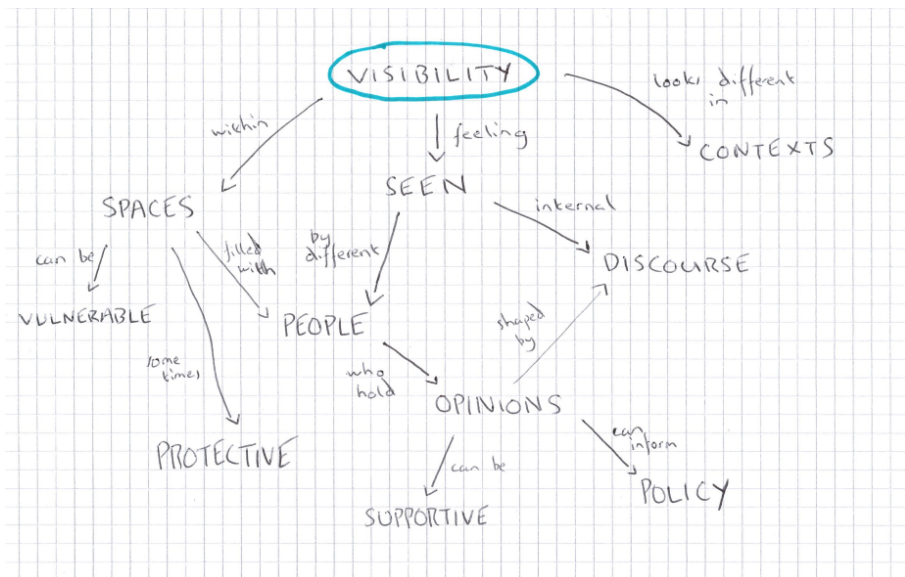 VISIBILITY
looks different
in
within
feeling
CONTEXTS
SEEN
SPACES
internal
can be
filled
with
by
different
DISCOURSE
VULNERABLE
PEOPLE
shaped
by
some
times
who
hold
OPINIONS
can
inform
PROTECTIVE
can be
POLICY
SUPPORTIVE